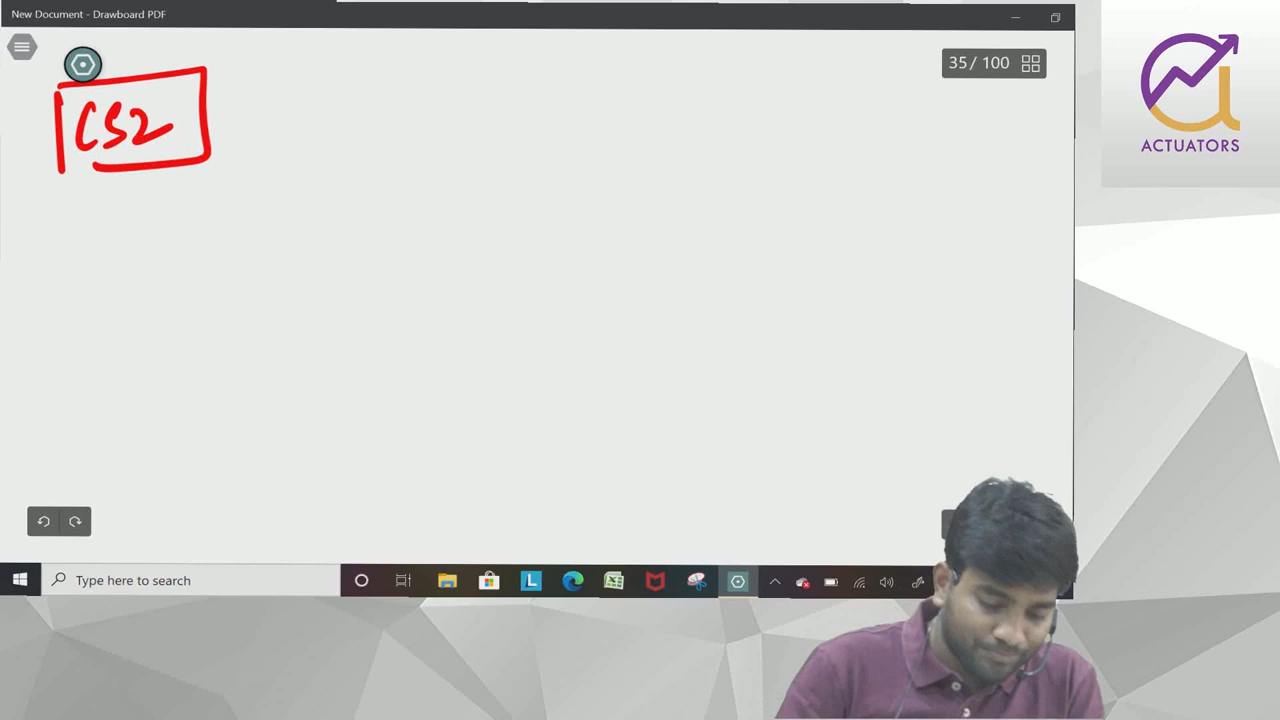 New Document - Drawboard PDF
35 / 100
CS2
ACTUATORS
Type here to search
L